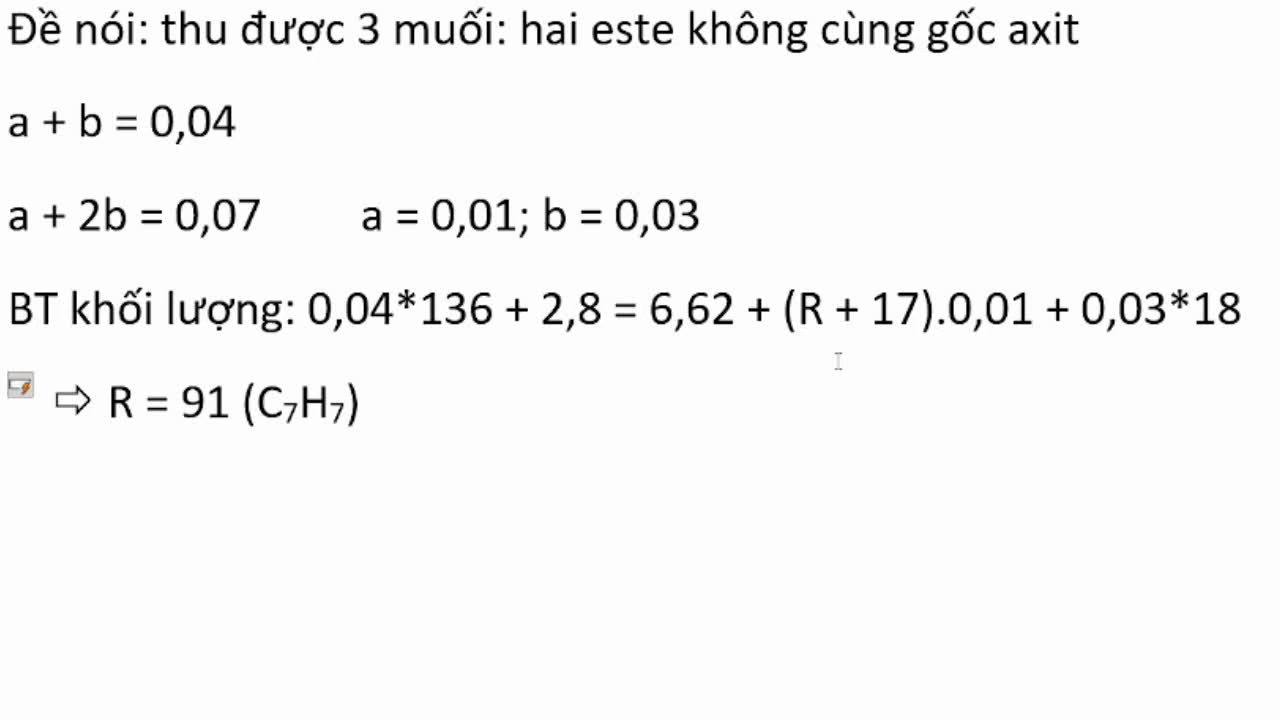 Đề nói: thu được 3 muối: hai este không cùng gốc axit
a + b = 0,04
a + 2b = 0,07 a = 0,01; b = 0,03
BT khối lượng: 0,04*136 + 2,8 = 6,62 + (R + 17).0,01 + 0,03*18
⇨ R = 91 (C₇H₇)